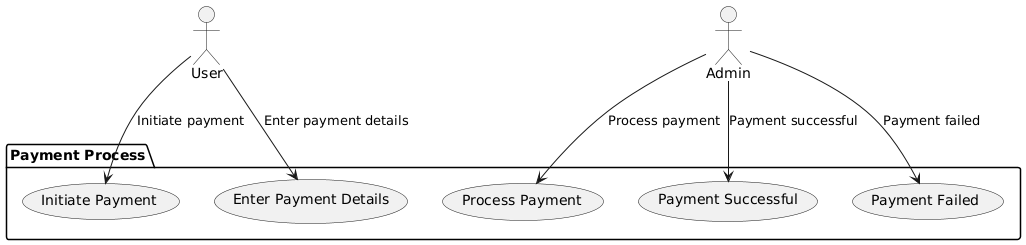 User
Admin
Initiate payment
Enter payment details
Process payment
Payment successful
Payment failed
Payment Process
Initiate Payment
Enter Payment Details
Process Payment
Payment Successful
Payment Failed